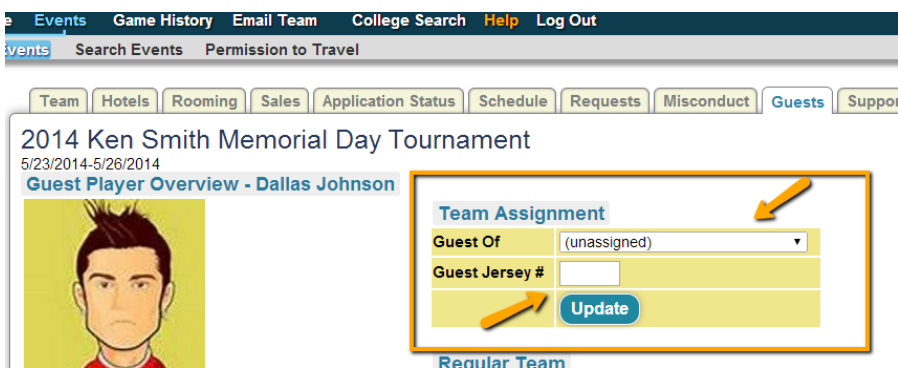 e Events Game History Email Team College Search Help Log Out
Events Search Events Permission to Travel
Team Hotels Rooming Sales Application Status Schedule Requests Misconduct Guests Suppor
2014 Ken Smith Memorial Day Tournament
5/23/2014-5/26/2014
Guest Player Overview - Dallas Johnson
Team Assignment
Guest Of (unassigned)
Guest Jersey #
Update
Regular Team